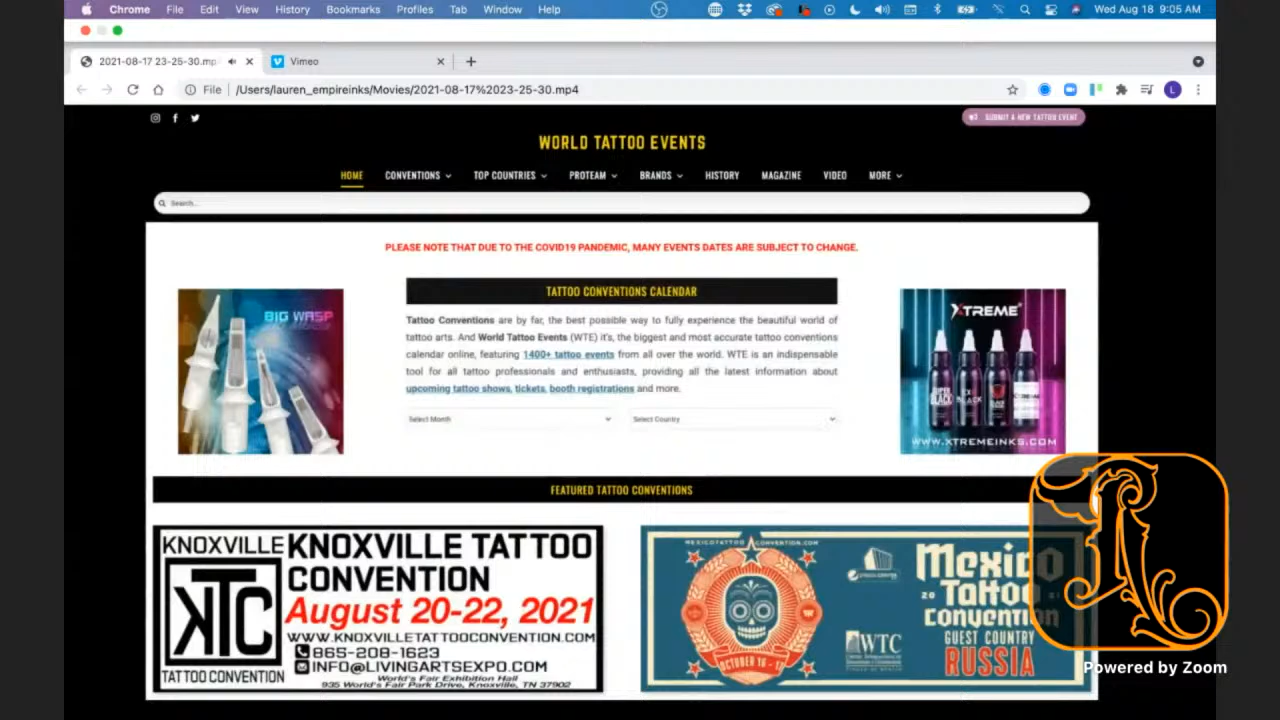 Chrome File Edit View History Bookmarks Profiles Tab Window Help Wed Aug 18 9:05 AM
2021-08-17 23-25-30.mp Vimeo
File /Users/lauren_empireinks/Movies/2021-08-17%2023-25-30.mp4 L
SUBMIT A NEW TATTOO EVENT
WORLD TATTOO EVENTS
HOME CONVENTIONS TOP COUNTRIES PROTEAM BRANDS HISTORY MAGAZINE VIDEO MORE
Search...
PLEASE NOTE THAT DUE TO THE COVID19 PANDEMIC, MANY EVENTS DATES ARE SUBJECT TO CHANGE.
BIG WASP
TATTOO CONVENTIONS CALENDAR
Tattoo Conventions are by far, the best possible way to fully experience the beautiful world of
tattoo arts. And World Tattoo Events (WTE) it's, the biggest and most accurate tattoo conventions
calendar online, featuring 1400+ tattoo events from all over the world. WTE is an indispensable
tool for all tattoo professionals and enthusiasts, providing all the latest information about
upcoming tattoo shows, tickets, booth registrations and more.
Select Month Select Country
XTREME
WWW.XTREMEINKS.COM
FEATURED TATTOO CONVENTIONS
KNOXVILLE
KTC
TATTOO CONVENTION
KNOXVILLE TATTOO
CONVENTION
August 20-22, 2021
WWW.KNOXVILLETATTOOCONVENTION.COM
865-208-1623
INFO@LIVINGARTSEXPO.COM
World's Fair Exhibition Hall
935 World's Fair Park Drive, Knoxville, TN 37902
MEXICOTATTOOCONVENTION.COM
OCTOBER 16 - 17
WTC
Mexico
20 Tattoo 21
convention
GUEST COUNTRY
RUSSIA
Powered by Zoom